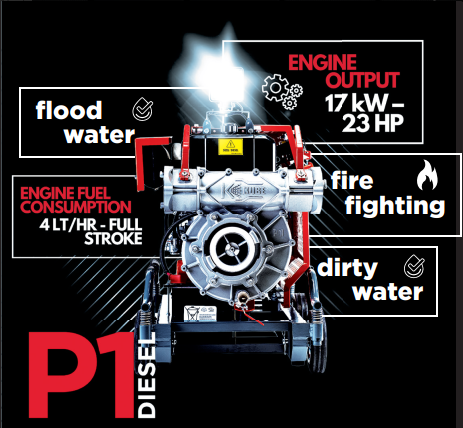 ENGINE
OUTPUT
17 kW –
23 HP
flood
water
ENGINE FUEL
CONSUMPTION
4 LT/HR - FULL
STROKE
KUBE
fire
fighting
dirty
water
P1
DIESEL